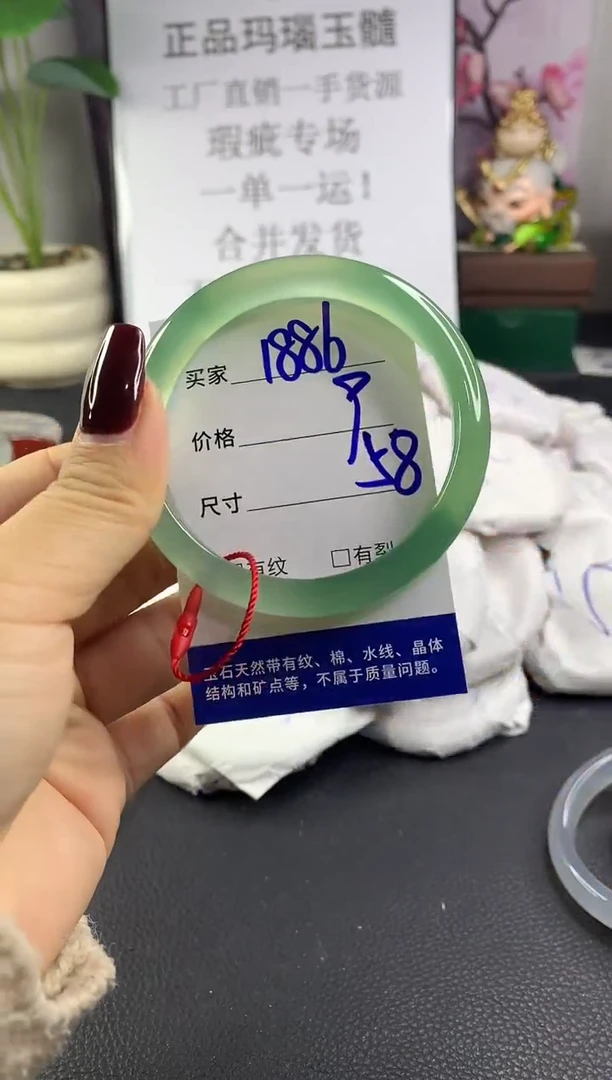 正品玛瑙玉髓
工厂直销一手货源
瑕疵专场
一单一运！
合并发货
买家 1886
价格
尺寸 58
有纹 □有裂
玉石天然带有纹、棉、水线、晶体
结构和矿点等，不属于质量问题。